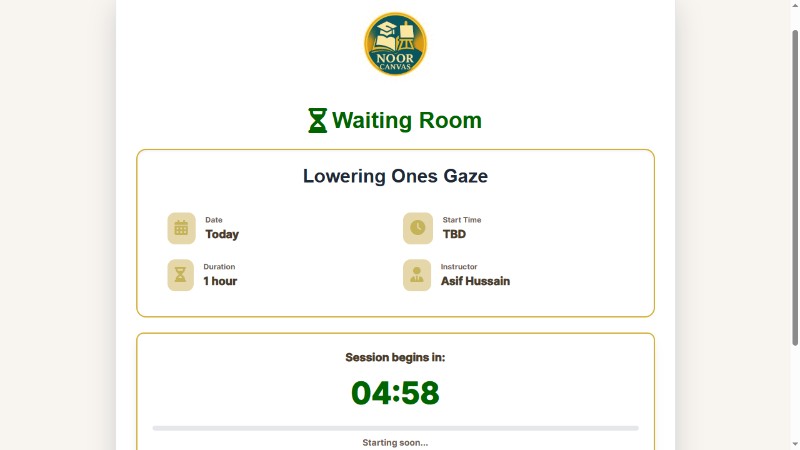 NOOR
CANVAS
Waiting Room
Lowering Ones Gaze
Date
Today
Start Time
TBD
Duration
1 hour
Instructor
Asif Hussain
Session begins in:
04:58
Starting soon...